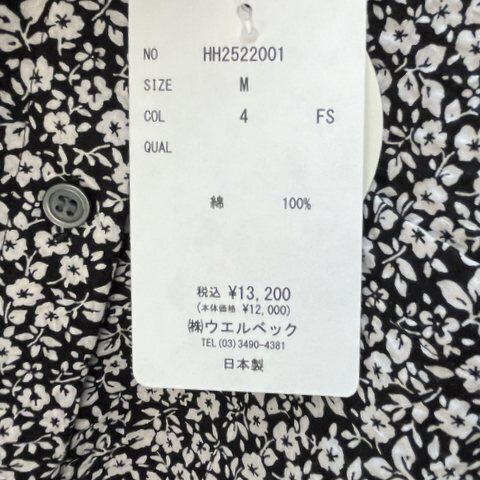 NO HH2522001
SIZE M
COL 4 FS
QUAL
綿 100%
税込 ¥13,200
(本体価格 ¥12,000)
㈱ウエルベック
TEL(03)3490-4381
日本製